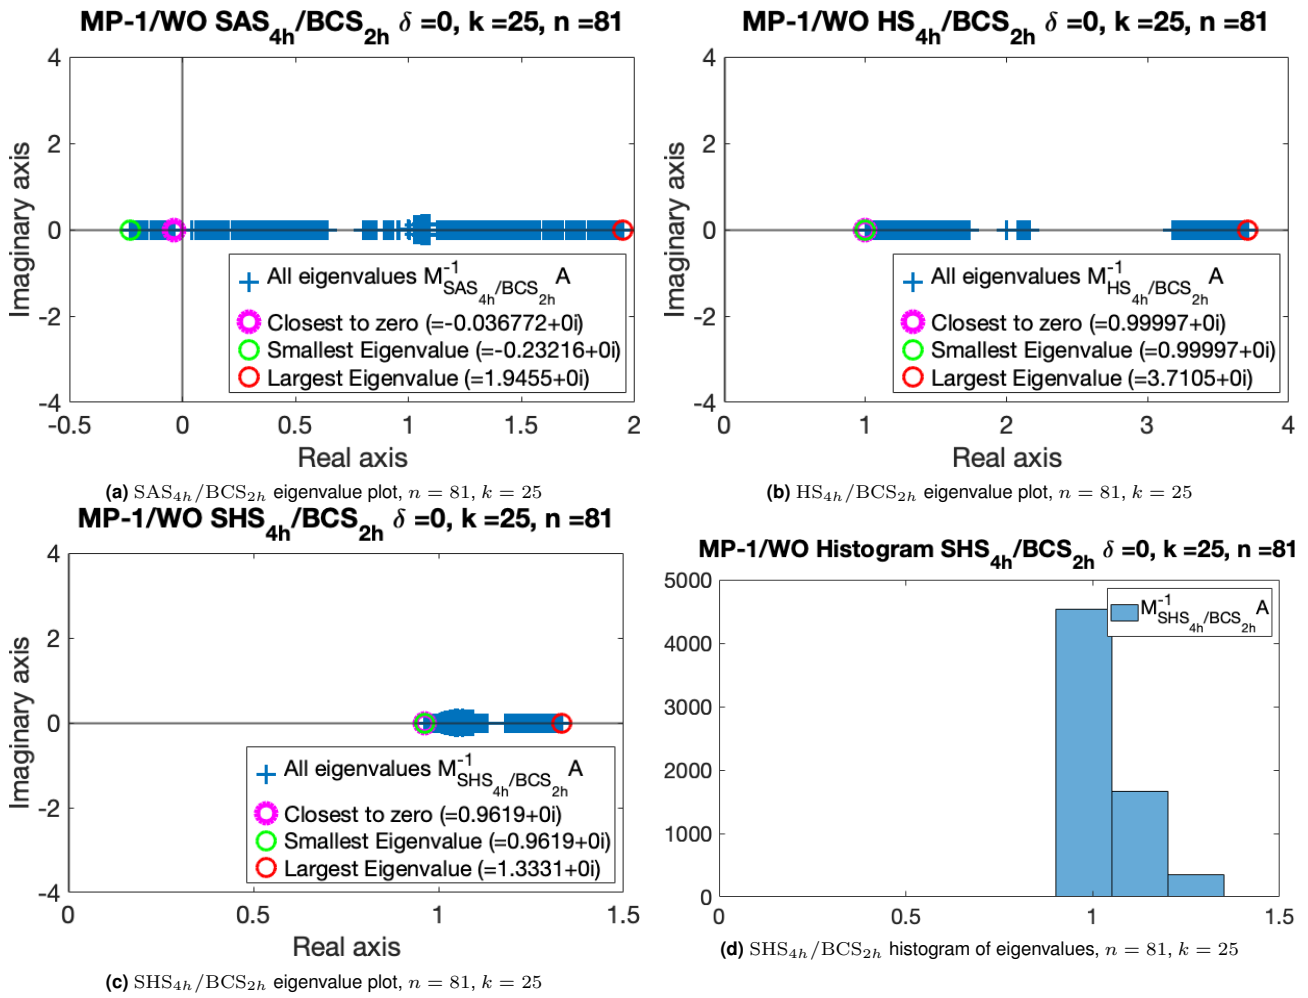 MP-1/WO SAS4h/BCS2h δ =0, k =25, n =81
4
2
0
-2
-4
Imaginary axis
All eigenvalues M-1SAS4h/BCS2h A
Closest to zero (=-0.036772+0i)
Smallest Eigenvalue (=-0.23216+0i)
Largest Eigenvalue (=1.9455+0i)
-0.5 0 0.5 1 1.5 2
Real axis
(a) SAS4h/BCS2h eigenvalue plot, n = 81, k = 25
MP-1/WO HS4h/BCS2h δ =0, k =25, n =81
4
2
0
-2
-4
Imaginary axis
All eigenvalues M-1HS4h/BCS2h A
Closest to zero (=0.99997+0i)
Smallest Eigenvalue (=0.99997+0i)
Largest Eigenvalue (=3.7105+0i)
0 1 2 3 4
Real axis
(b) HS4h/BCS2h eigenvalue plot, n = 81, k = 25
MP-1/WO SHS4h/BCS2h δ =0, k =25, n =81
4
2
0
-2
-4
Imaginary axis
All eigenvalues M-1SHS4h/BCS2h A
Closest to zero (=0.9619+0i)
Smallest Eigenvalue (=0.9619+0i)
Largest Eigenvalue (=1.3331+0i)
0 0.5 1 1.5
Real axis
(c) SHS4h/BCS2h eigenvalue plot, n = 81, k = 25
MP-1/WO Histogram SHS4h/BCS2h δ =0, k =25, n =81
5000
4000
3000
2000
1000
0
M-1SHS4h/BCS2h A
0 0.5 1 1.5
(d) SHS4h/BCS2h histogram of eigenvalues, n = 81, k = 25